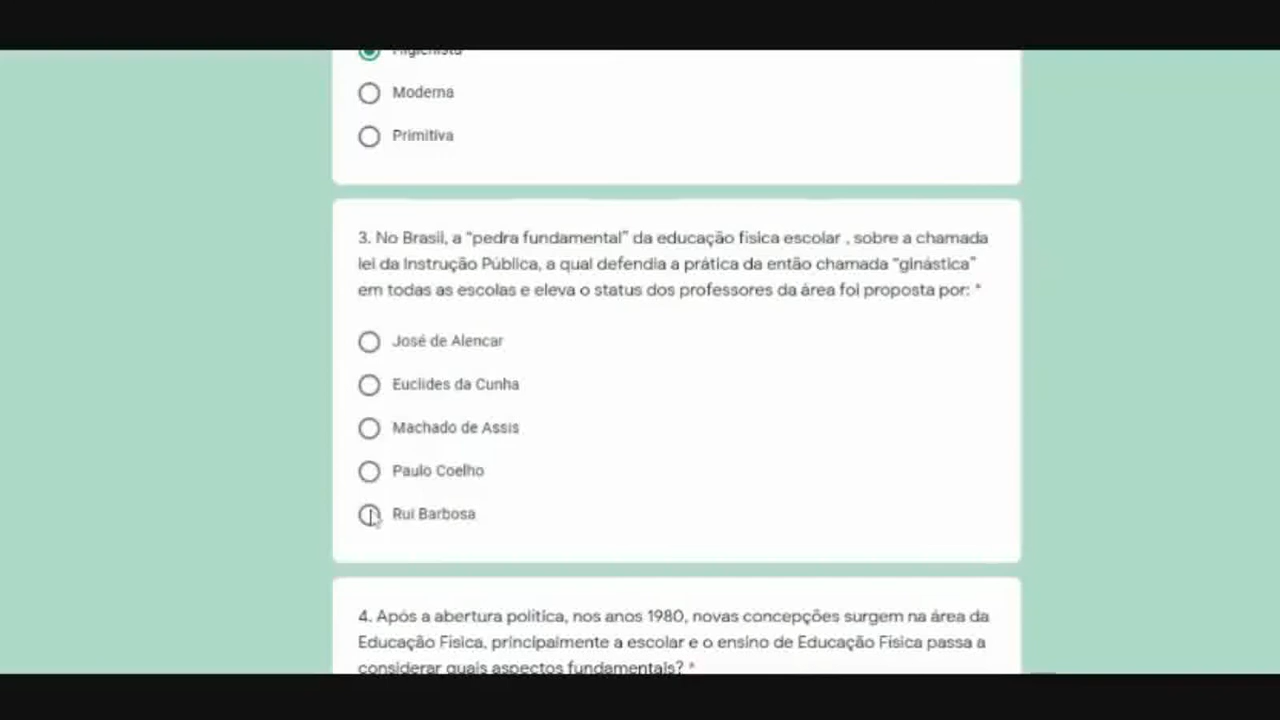 Higienista
Moderna
Primitiva
3. No Brasil, a “pedra fundamental” da educação física escolar , sobre a chamada
lei da Instrução Pública, a qual defendia a prática da então chamada “ginástica”
em todas as escolas e eleva o status dos professores da área foi proposta por: *
José de Alencar
Euclides da Cunha
Machado de Assis
Paulo Coelho
Rui Barbosa
4. Após a abertura política, nos anos 1980, novas concepções surgem na área da
Educação Física, principalmente a escolar e o ensino de Educação Física passa a
considerar quais aspectos fundamentais? *